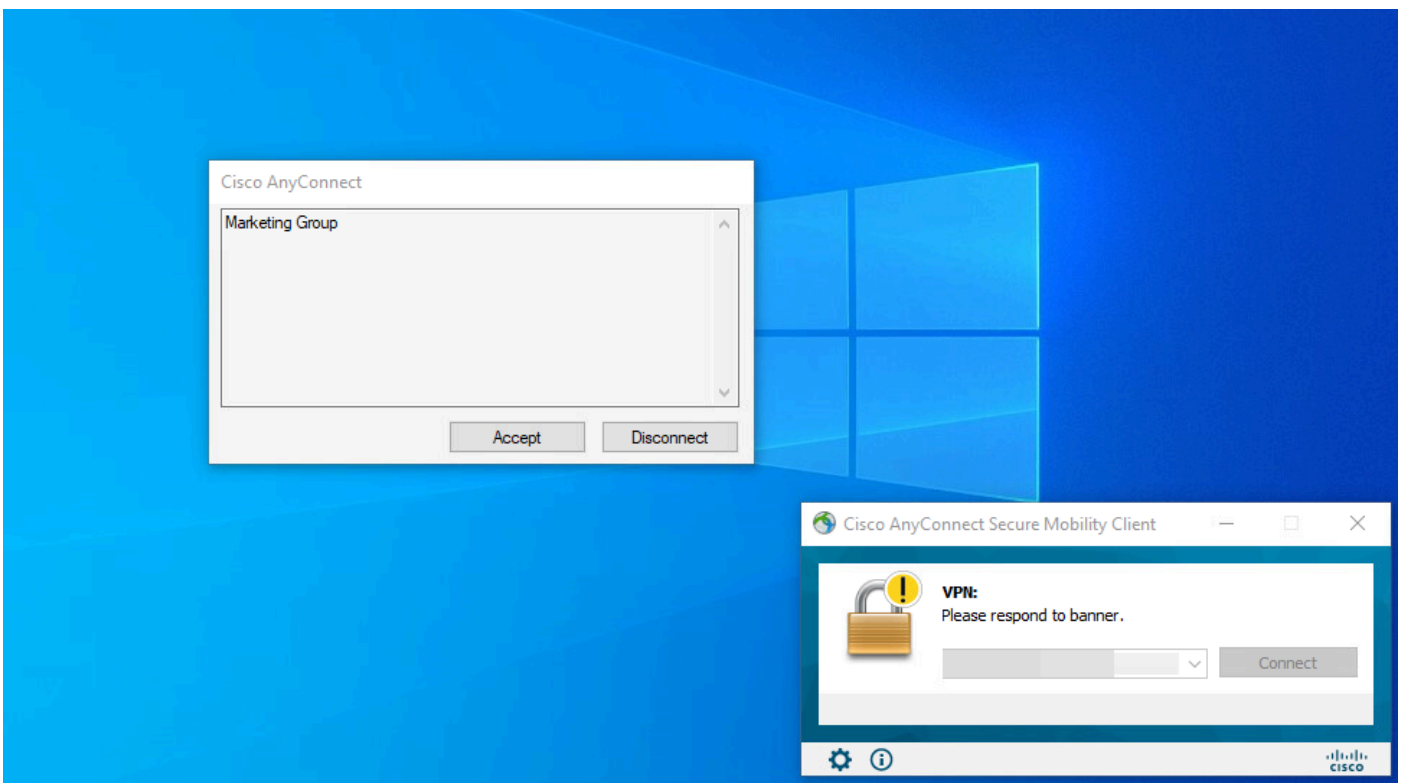 Cisco AnyConnect
Marketing Group
Accept Disconnect
Cisco AnyConnect Secure Mobility Client
VPN:
Please respond to banner.
Connect
CISCO